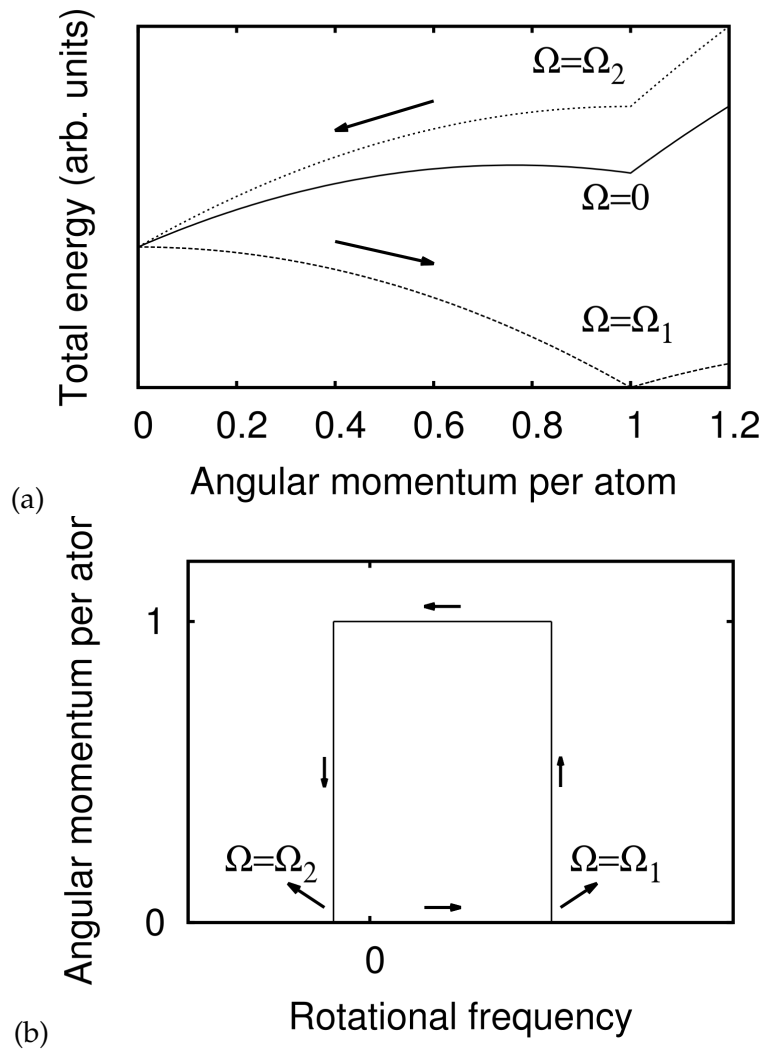 Total energy (arb. units)
Ω=Ω2
Ω=0
Ω=Ω1
0 0.2 0.4 0.6 0.8 1 1.2
Angular momentum per atom
(a)
Angular momentum per ator
1
Ω=Ω2
Ω=Ω1
0
0
Rotational frequency
(b)